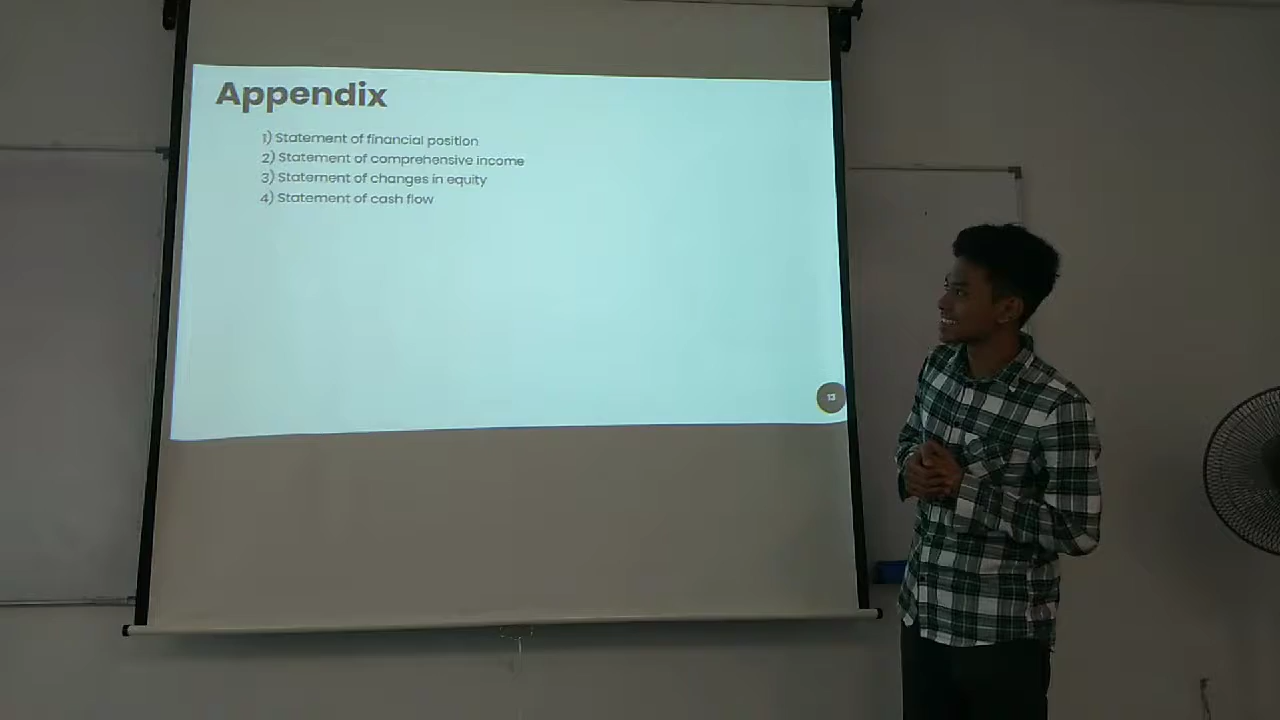 Appendix
1) Statement of financial position
2) Statement of comprehensive income
3) Statement of changes in equity
4) Statement of cash flow
13